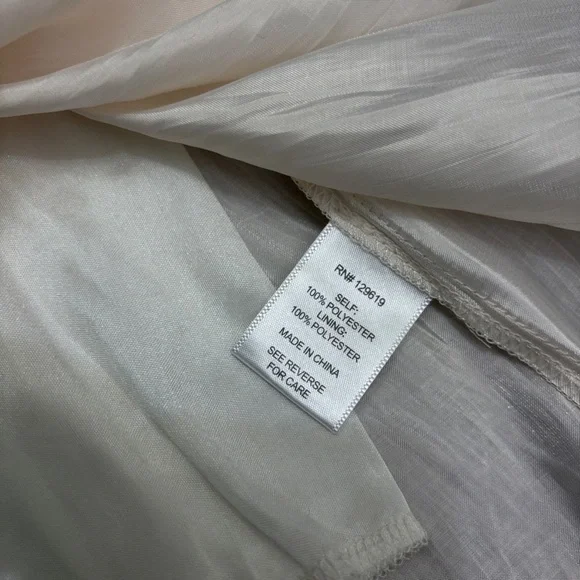 RN# 129619
SELF:
100% POLYESTER
LINING:
100% POLYESTER
MADE IN CHINA
SEE REVERSE
FOR CARE